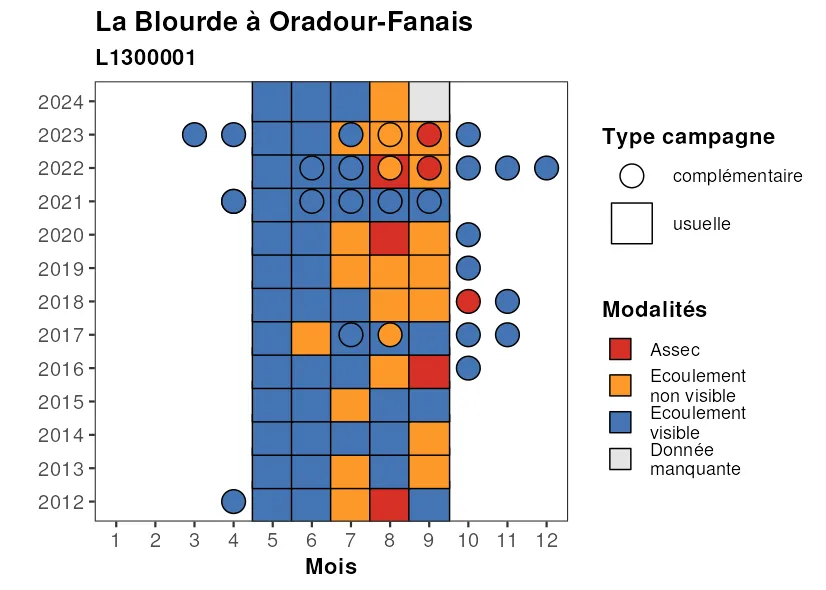 La Blourde à Oradour-Fanais
L1300001
2024
2023
2022
2021
2020
2019
2018
2017
2016
2015
2014
2013
2012
1 2 3 4 5 6 7 8 9 10 11 12
Mois
Type campagne
complémentaire
usuelle
Modalités
Assec
Ecoulement
non visible
Ecoulement
visible
Donnée
manquante